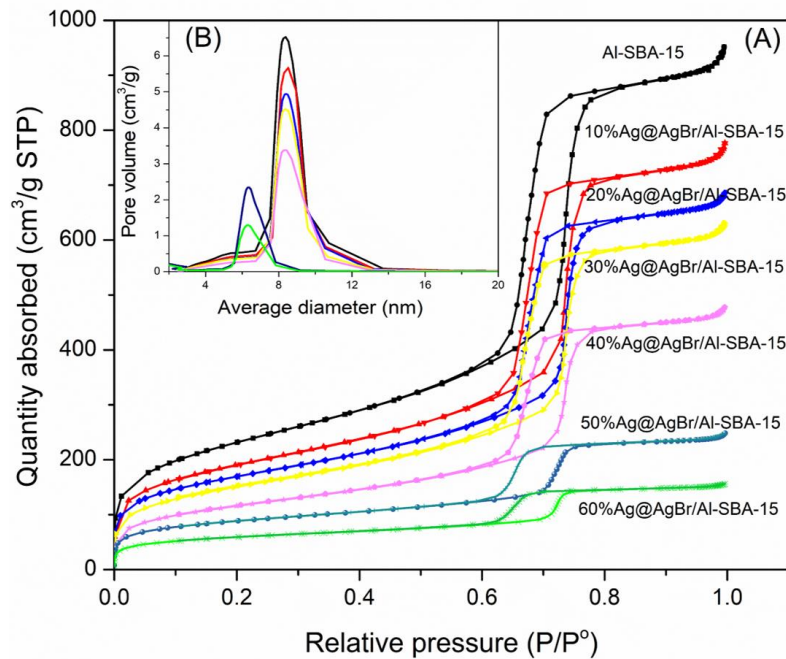 1000
800
600
400
200
0
Quantity absorbed (cm³/g STP)
0.0 0.2 0.4 0.6 0.8 1.0
Relative pressure (P/Pº)
(A)
Al-SBA-15
10%Ag@AgBr/Al-SBA-15
20%Ag@AgBr/Al-SBA-15
30%Ag@AgBr/Al-SBA-15
40%Ag@AgBr/Al-SBA-15
50%Ag@AgBr/Al-SBA-15
60%Ag@AgBr/Al-SBA-15
(B)
6
5
4
3
2
1
0
Pore volume (cm³/g)
4 8 12 16 20
Average diameter (nm)